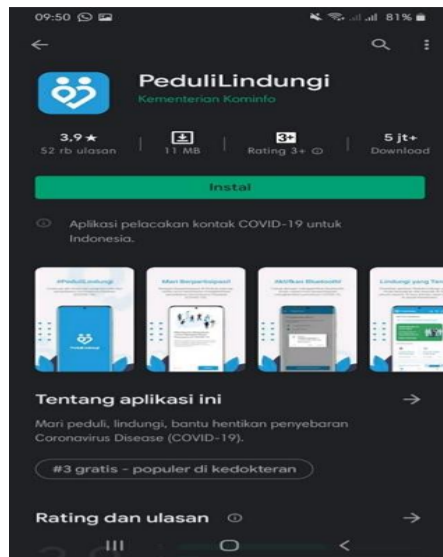 09:50 81%
PeduliLindungi
Kementerian Kominfo
3,9★ 3+ 5 jt+
52 rb ulasan 11 MB Rating 3+ Download
Instal
Aplikasi pelacakan kontak COVID-19 untuk
Indonesia.
#PeduliLindungi Mari Berpartisipasi! Aktifkan Bluetooth! Lindungi yang
Tentang aplikasi ini
Mari peduli, lindungi, bantu hentikan penyebaran
Coronavirus Disease (COVID-19).
#3 gratis - populer di kedokteran
Rating dan ulasan